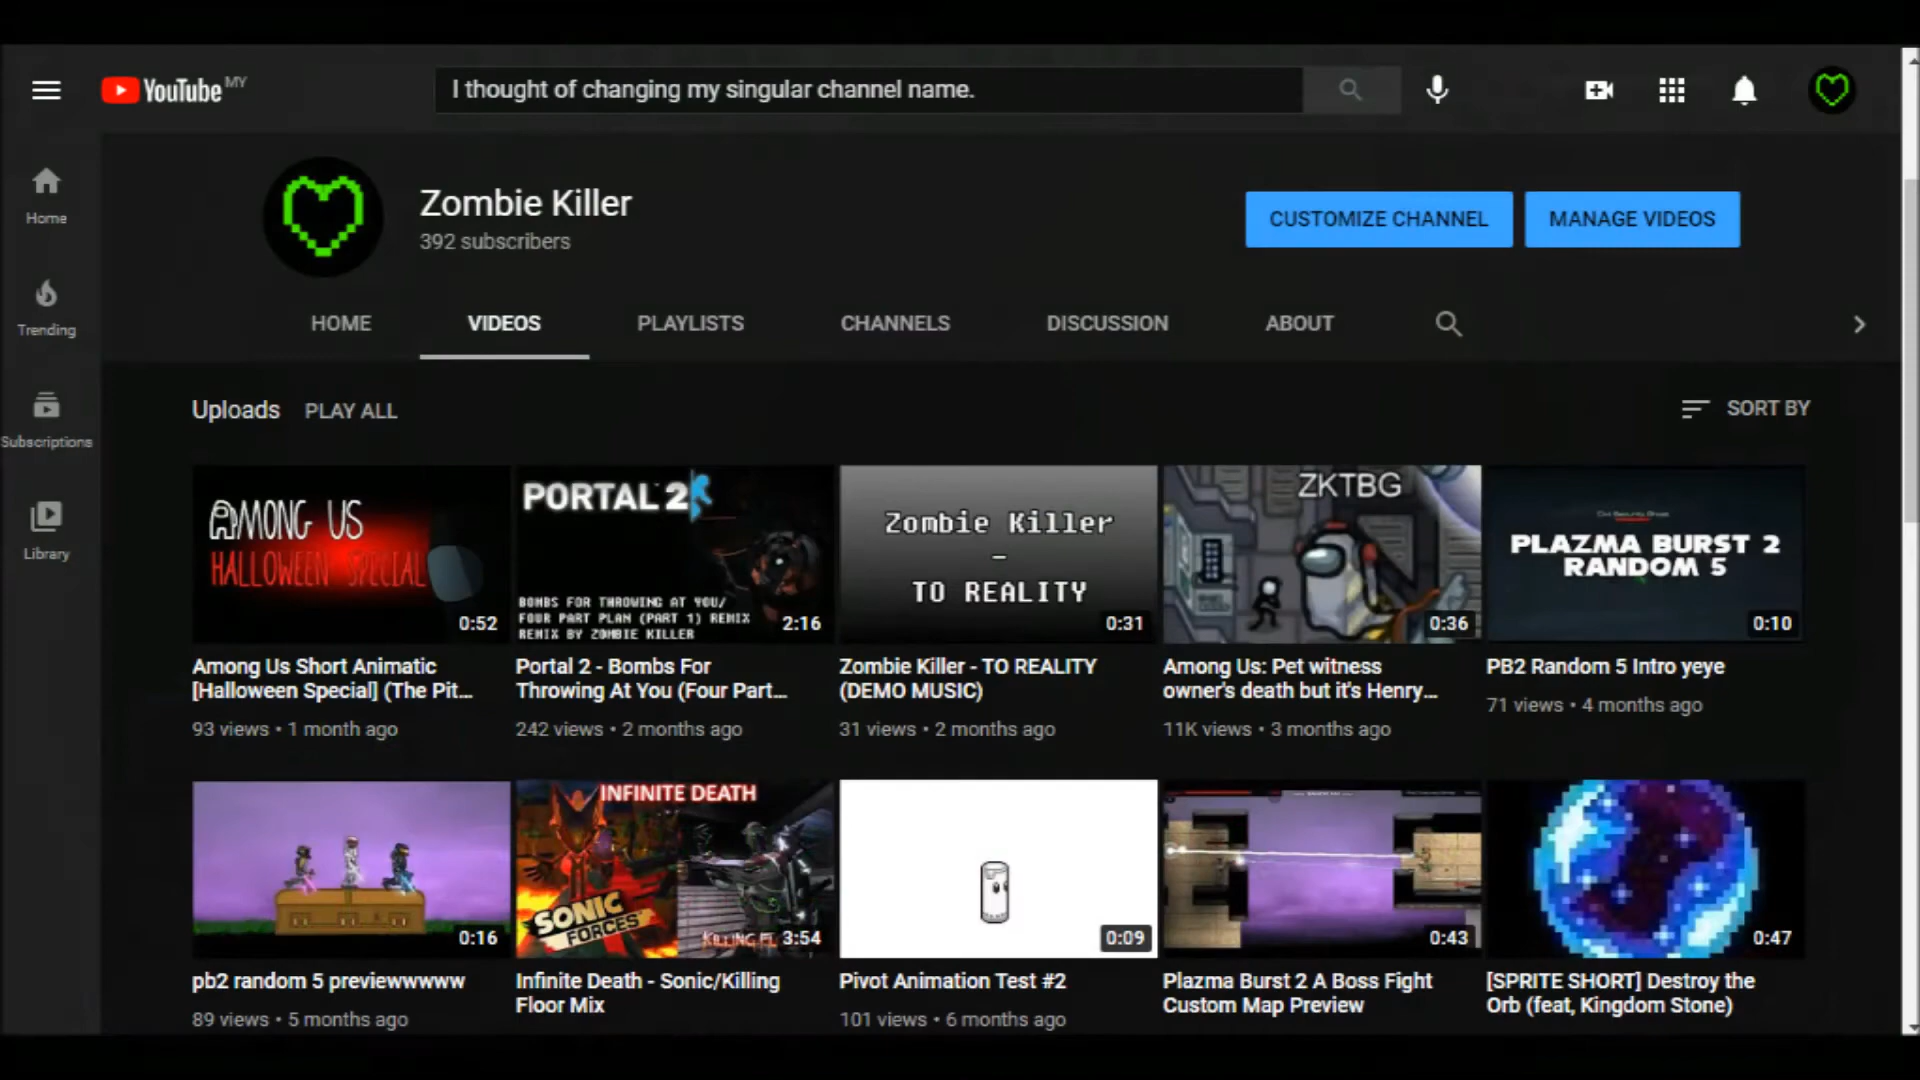 YouTube MY
I thought of changing my singular channel name.
Home
Trending
Subscriptions
Library
Zombie Killer
392 subscribers
CUSTOMIZE CHANNEL
MANAGE VIDEOS
HOME
VIDEOS
PLAYLISTS
CHANNELS
DISCUSSION
ABOUT
Uploads
PLAY ALL
SORT BY
AMONG US
HALLOWEEN SPECIAL
0:52
PORTAL 2
BOMBS FOR THROWING AT YOU/
FOUR PART PLAN (PART 1) REMIX
REMIX BY ZOMBIE KILLER
2:16
Zombie Killer
-
TO REALITY
0:31
ZKTBG
0:36
PLAZMA BURST 2
RANDOM 5
0:10
Among Us Short Animatic
[Halloween Special] (The Pit...
93 views • 1 month ago
Portal 2 - Bombs For
Throwing At You (Four Part...
242 views • 2 months ago
Zombie Killer - TO REALITY
(DEMO MUSIC)
31 views • 2 months ago
Among Us: Pet witness
owner's death but it's Henry...
11K views • 3 months ago
PB2 Random 5 Intro yeye
71 views • 4 months ago
0:16
INFINITE DEATH
SONIC
FORCES
KILLING FL
3:54
0:09
0:43
0:47
pb2 random 5 previewwwww
89 views • 5 months ago
Infinite Death - Sonic/Killing
Floor Mix
Pivot Animation Test #2
101 views • 6 months ago
Plazma Burst 2 A Boss Fight
Custom Map Preview
[SPRITE SHORT] Destroy the
Orb (feat, Kingdom Stone)